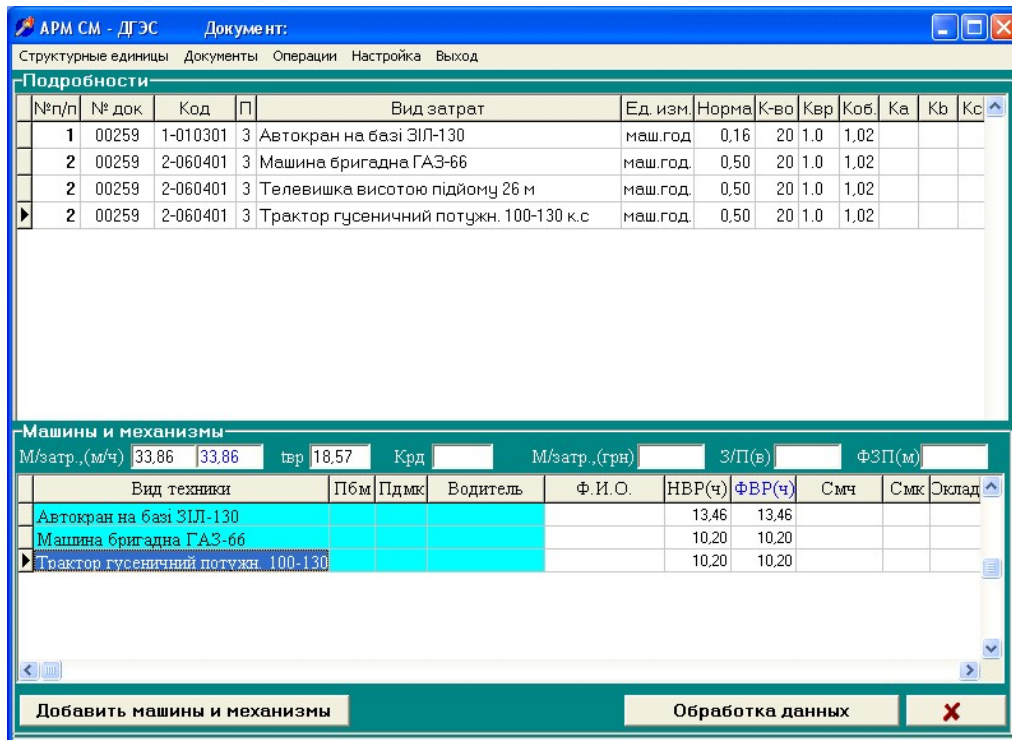 АРМ СМ - ДГЭС Документ:
Структурные единицы Документы Операции Настройка Выход
Подробности
№п/п № док Код П Вид затрат Ед. изм. Норма К-во Квр Коб. Ка Kb Кс
1 00259 1-010301 3 Автокран на базі ЗІЛ-130 маш.год 0,16 20 1.0 1,02
2 00259 2-060401 3 Машина бригадна ГАЗ-66 маш.год. 0,50 20 1.0 1,02
2 00259 2-060401 3 Телевишка висотою підйому 26 м маш.год. 0,50 20 1.0 1,02
2 00259 2-060401 3 Трактор гусеничний потужн. 100-130 к.с маш.год. 0,50 20 1.0 1,02
Машины и механизмы
М/затр.,(м/ч) 33,86 33,86 tвр 18,57 Крд М/затр.,(грн) З/П(в) ФЗП(м)
Вид техники Пбм Пдмк Водитель Ф.И.О. НВР(ч) ФВР(ч) Смч Смк Оклад
Автокран на базі ЗІЛ-130 13,46 13,46
Машина бригадна ГАЗ-66 10,20 10,20
Трактор гусеничний потужн. 100-130 10,20 10,20
Добавить машины и механизмы Обработка данных